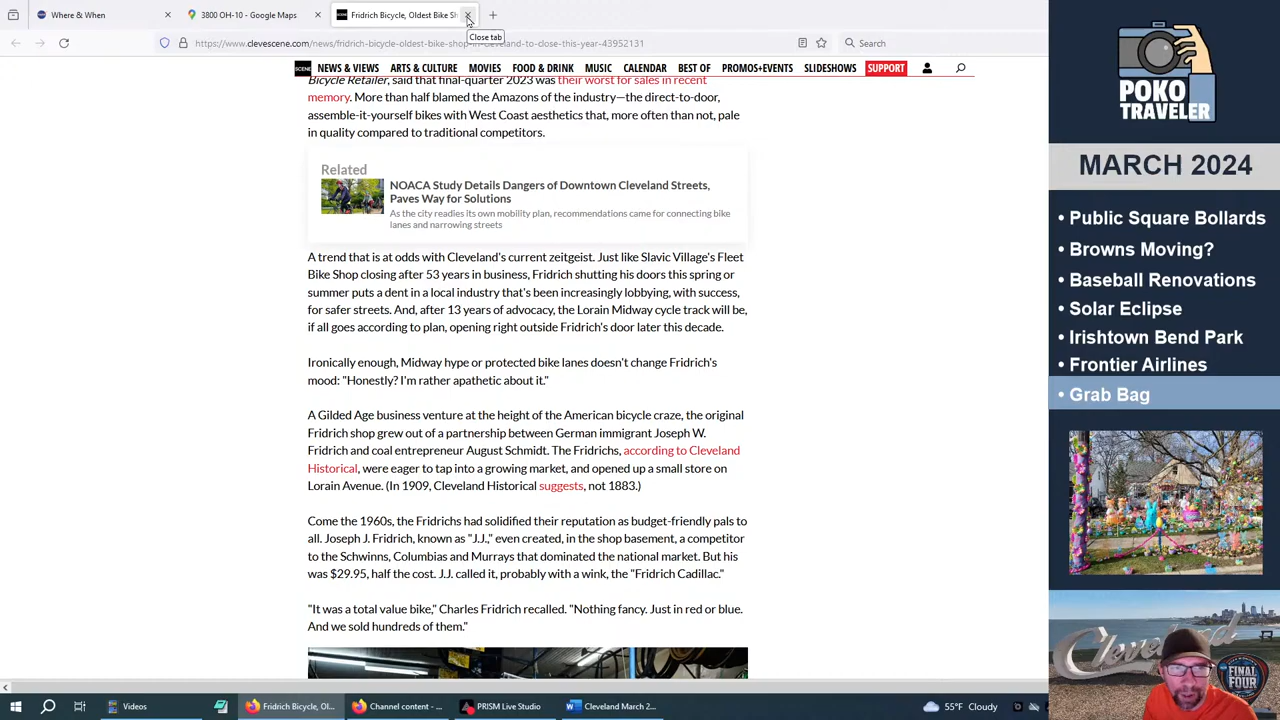 Where & When
3800 OH-10 - Google Maps
SCENE
Fridrich Bicycle, Oldest Bike Sh
Close tab
https://www.clevescene.com/news/fridrich-bicycle-oldest-bike-shop-in-cleveland-to-close-this-year-43952131
Search
SCENE NEWS & VIEWS ARTS & CULTURE MOVIES FOOD & DRINK MUSIC CALENDAR BEST OF PROMOS+EVENTS SLIDESHOWS SUPPORT
Bicycle Retailer, said that final-quarter 2023 was their worst for sales in recent
memory. More than half blamed the Amazons of the industry—the direct-to-door,
assemble-it-yourself bikes with West Coast aesthetics that, more often than not, pale
in quality compared to traditional competitors.
Related
NOACA Study Details Dangers of Downtown Cleveland Streets,
Paves Way for Solutions
As the city readies its own mobility plan, recommendations came for connecting bike
lanes and narrowing streets
A trend that is at odds with Cleveland's current zeitgeist. Just like Slavic Village's Fleet
Bike Shop closing after 53 years in business, Fridrich shutting his doors this spring or
summer puts a dent in a local industry that's been increasingly lobbying, with success,
for safer streets. And, after 13 years of advocacy, the Lorain Midway cycle track will be,
if all goes according to plan, opening right outside Fridrich's door later this decade.
Ironically enough, Midway hype or protected bike lanes doesn't change Fridrich's
mood: "Honestly? I'm rather apathetic about it."
A Gilded Age business venture at the height of the American bicycle craze, the original
Fridrich shop grew out of a partnership between German immigrant Joseph W.
Fridrich and coal entrepreneur August Schmidt. The Fridrichs, according to Cleveland
Historical, were eager to tap into a growing market, and opened up a small store on
Lorain Avenue. (In 1909, Cleveland Historical suggests, not 1883.)
Come the 1960s, the Fridrichs had solidified their reputation as budget-friendly pals to
all. Joseph J. Fridrich, known as "J.J.," even created, in the shop basement, a competitor
to the Schwinns, Columbias and Murrays that dominated the national market. But his
was $29.95, half the cost. J.J. called it, probably with a wink, the "Fridrich Cadillac."
"It was a total value bike," Charles Fridrich recalled. "Nothing fancy. Just in red or blue.
And we sold hundreds of them."
Videos
Fridrich Bicycle, Ol...
Channel content - ...
PRISM Live Studio
Cleveland March 2...
55°F Cloudy
POKO
TRAVELER
MARCH 2024
• Public Square Bollards
• Browns Moving?
• Baseball Renovations
• Solar Eclipse
• Irishtown Bend Park
• Frontier Airlines
• Grab Bag
Cleveland
FINAL
FOUR